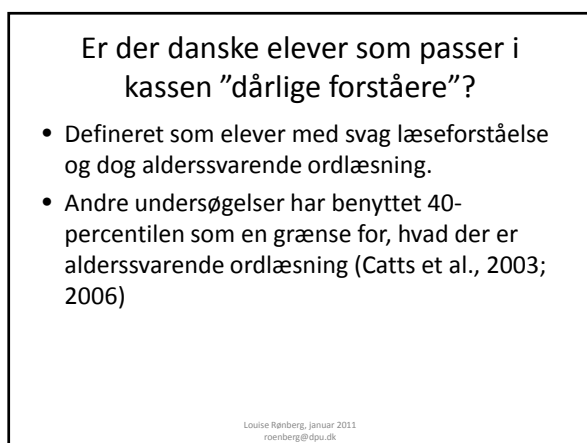 Er der danske elever som passer i
kassen ”dårlige forståere”?
• Defineret som elever med svag læseforståelse
og dog alderssvarende ordlæsning.
• Andre undersøgelser har benyttet 40-
percentilen som en grænse for, hvad der er
alderssvarende ordlæsning (Catts et al., 2003;
2006)
Louise Rønberg, januar 2011
roenberg@dpu.dk